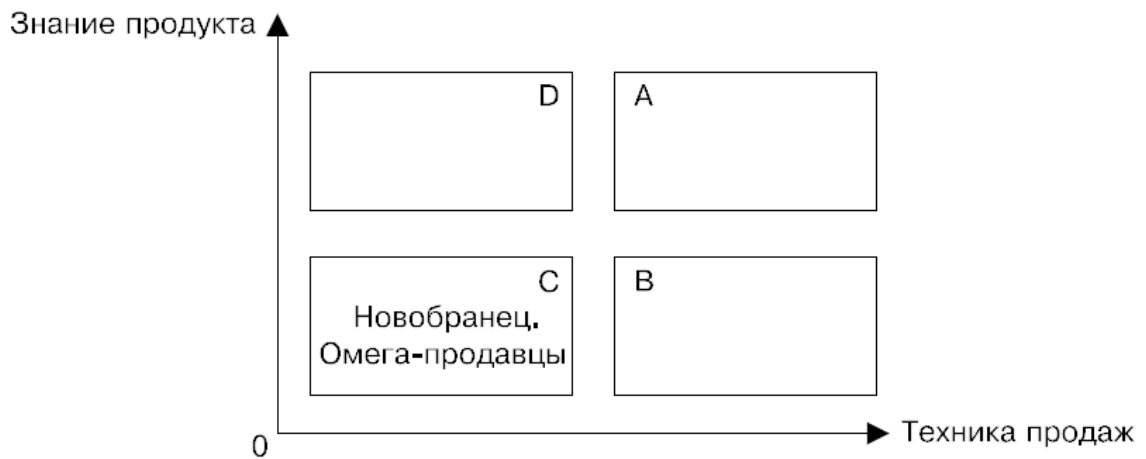 Знание продукта
D
A
C
Новобранец.
Омега-продавцы
B
0
Техника продаж